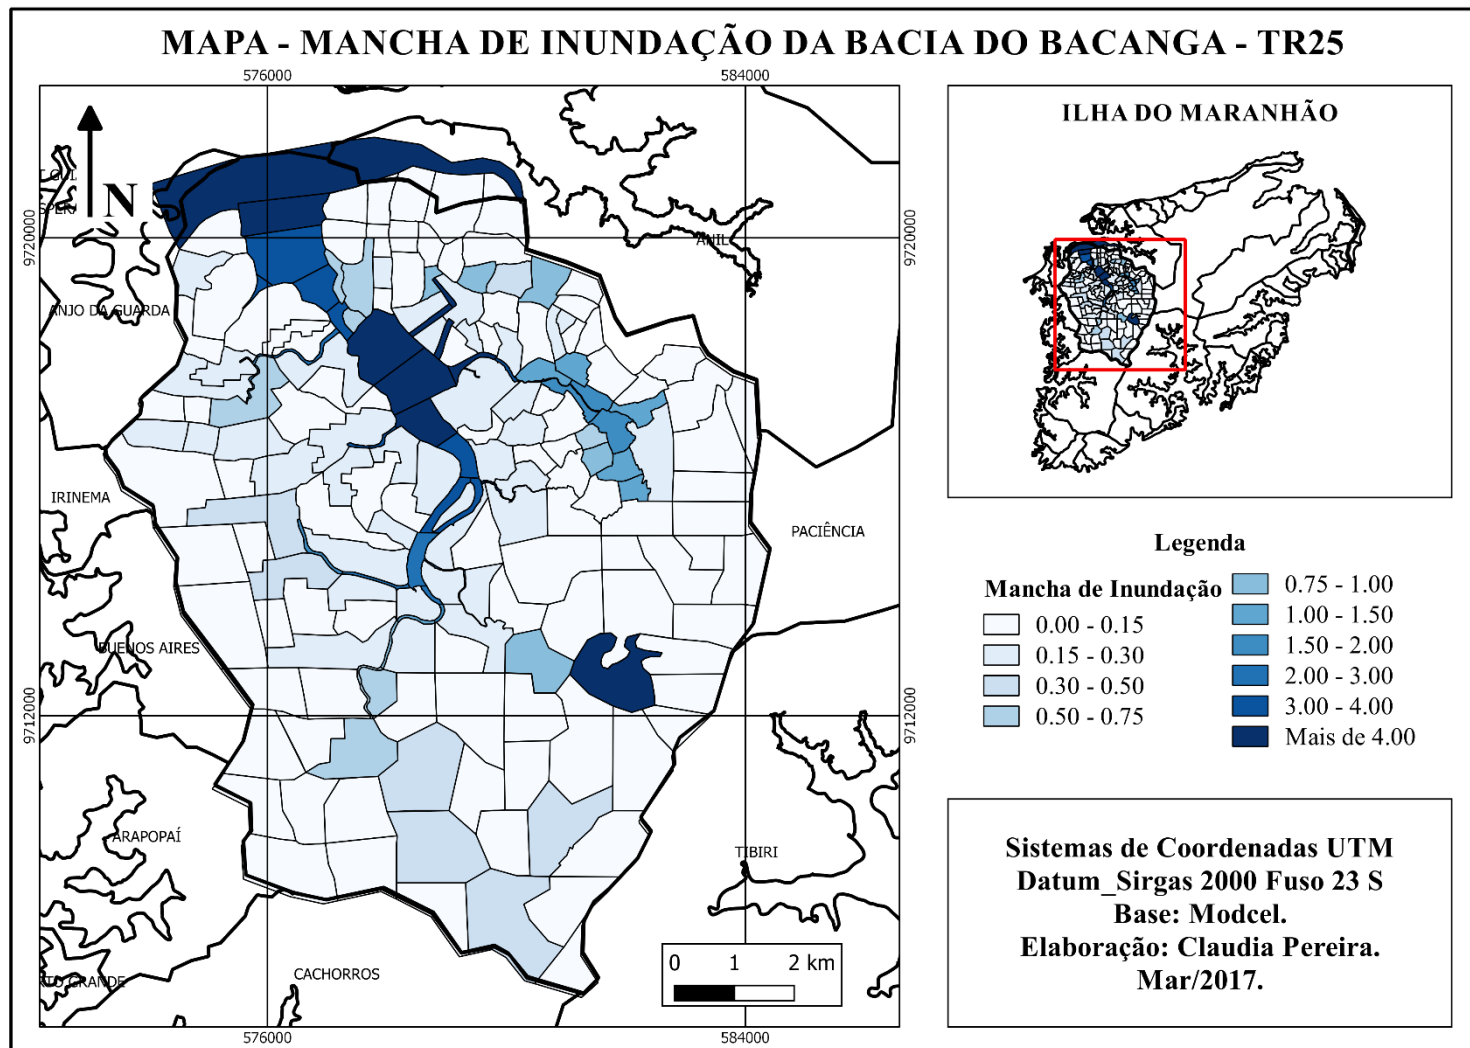 MAPA - MANCHA DE INUNDAÇÃO DA BACIA DO BACANGA - TR25
576000
584000
N
9720000
9720000
ANIL
ANJO DA GUARDA
IRINEMA
PACIÊNCIA
BUENOS AIRES
9712000
9712000
ARAPOPAÍ
TIBIRI
CACHORROS
GRANDE
0 1 2 km
576000
584000
ILHA DO MARANHÃO
Legenda
Mancha de Inundação
0.00 - 0.15
0.15 - 0.30
0.30 - 0.50
0.50 - 0.75
0.75 - 1.00
1.00 - 1.50
1.50 - 2.00
2.00 - 3.00
3.00 - 4.00
Mais de 4.00
Sistemas de Coordenadas UTM
Datum_Sirgas 2000 Fuso 23 S
Base: Modcel.
Elaboração: Claudia Pereira.
Mar/2017.